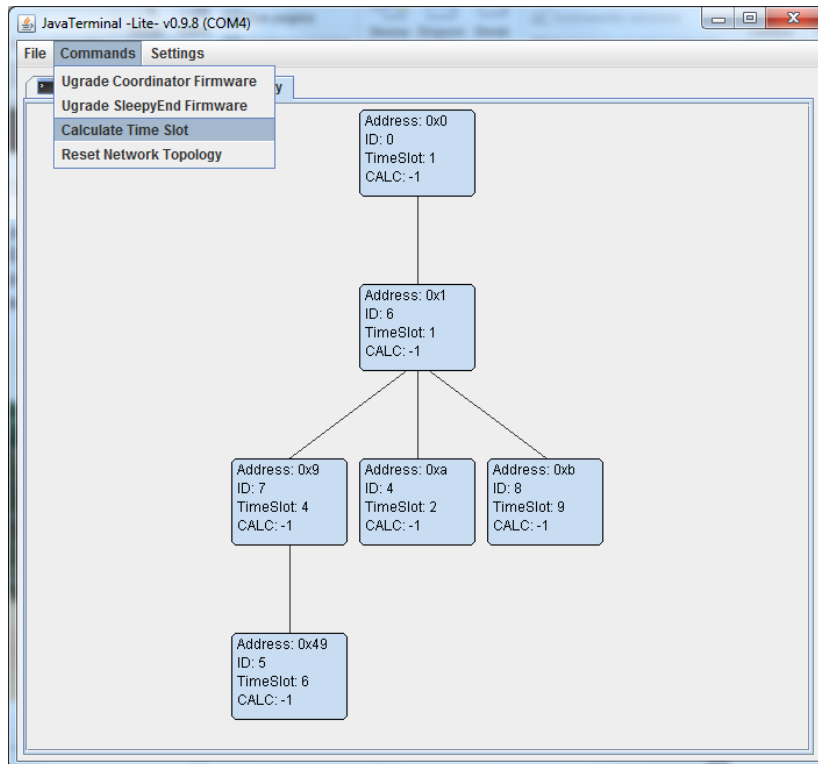 JavaTerminal -Lite- v0.9.8 (COM4)
File Commands Settings
Ugrade Coordinator Firmware
Ugrade SleepyEnd Firmware
Calculate Time Slot
Reset Network Topology
Address: 0x0
ID: 0
TimeSlot: 1
CALC: -1
Address: 0x1
ID: 6
TimeSlot: 1
CALC: -1
Address: 0x9
ID: 7
TimeSlot: 4
CALC: -1
Address: 0xa
ID: 4
TimeSlot: 2
CALC: -1
Address: 0xb
ID: 8
TimeSlot: 9
CALC: -1
Address: 0x49
ID: 5
TimeSlot: 6
CALC: -1